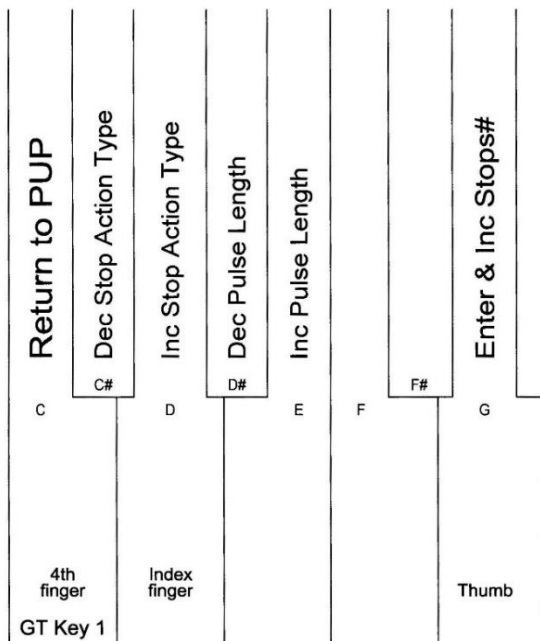 Return to PUP
Dec Stop Action Type
Inc Stop Action Type
Dec Pulse Length
Inc Pulse Length
Enter & Inc Stops#
C#
D#
F#
C
D
E
F
G
4th
finger
Index
finger
Thumb
GT Key 1